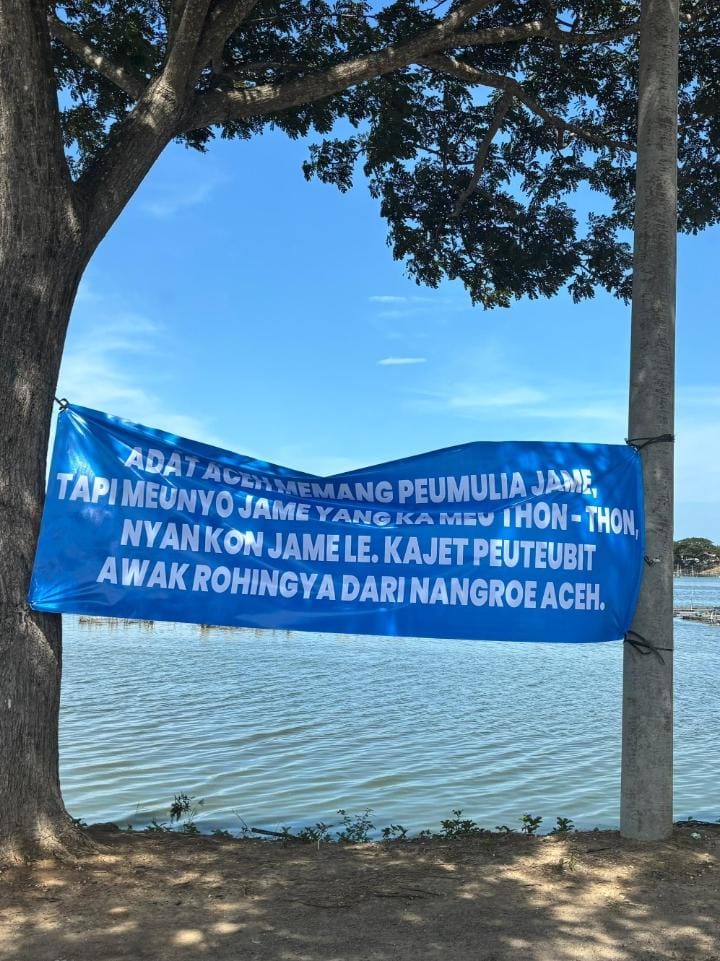 ADAT ACEH MEMANG PEUMULIA JAME,
TAPI MEUNYO JAME YANG KA MEU THON - THON,
NYAN KON JAME LE. KAJET PEUTEUBIT
AWAK ROHINGYA DARI NANGROE ACEH.